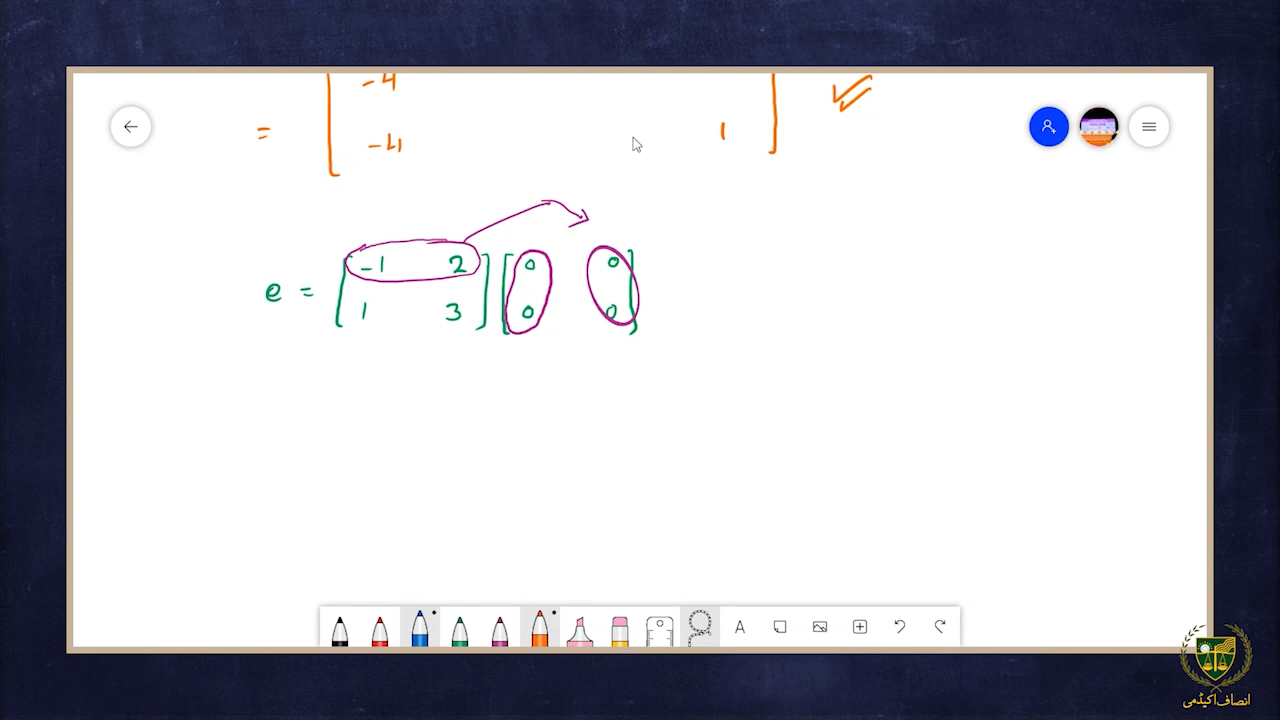 -4
= -4 1
e = [ -1 2 ] [ 0 0 ]
1 3 0 0
A
انصاف اکیڈمی